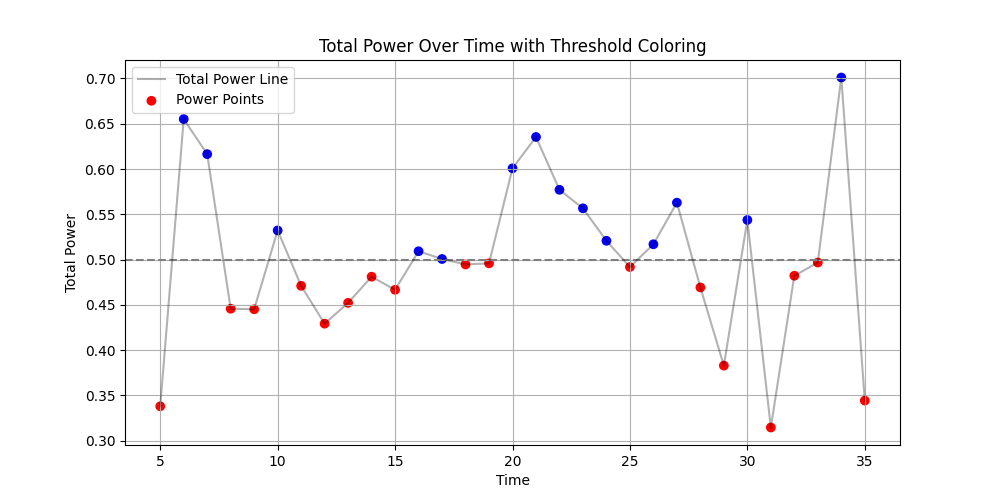 Total Power Over Time with Threshold Coloring
Total Power Line
Power Points
Total Power
0.70
0.65
0.60
0.55
0.50
0.45
0.40
0.35
0.30
5 10 15 20 25 30 35
Time